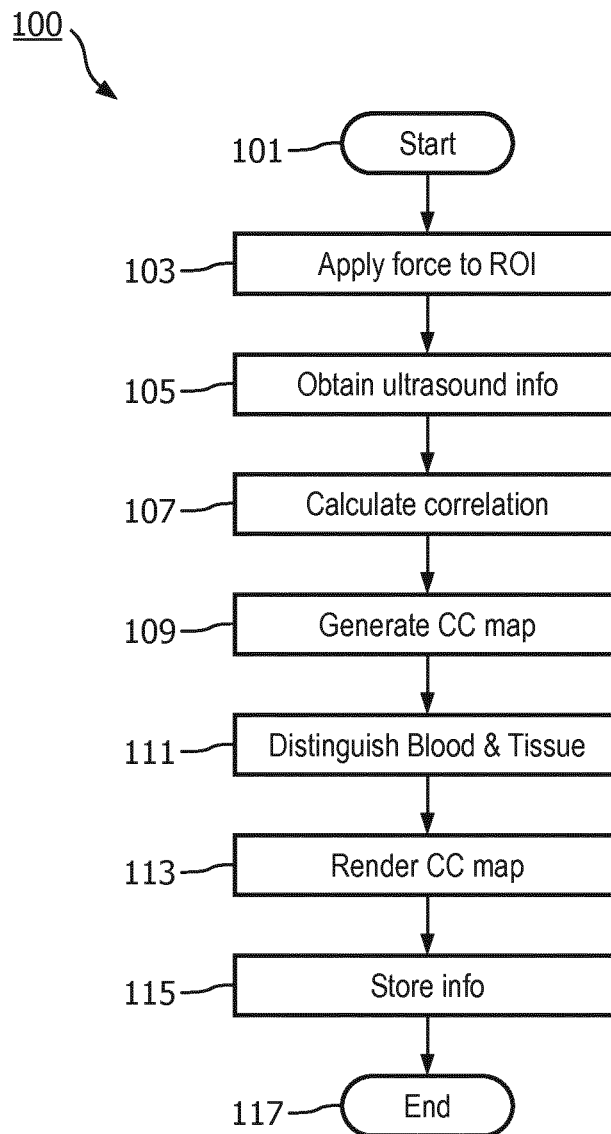 100
101 Start
103 Apply force to ROI
105 Obtain ultrasound info
107 Calculate correlation
109 Generate CC map
111 Distinguish Blood & Tissue
113 Render CC map
115 Store info
117 End